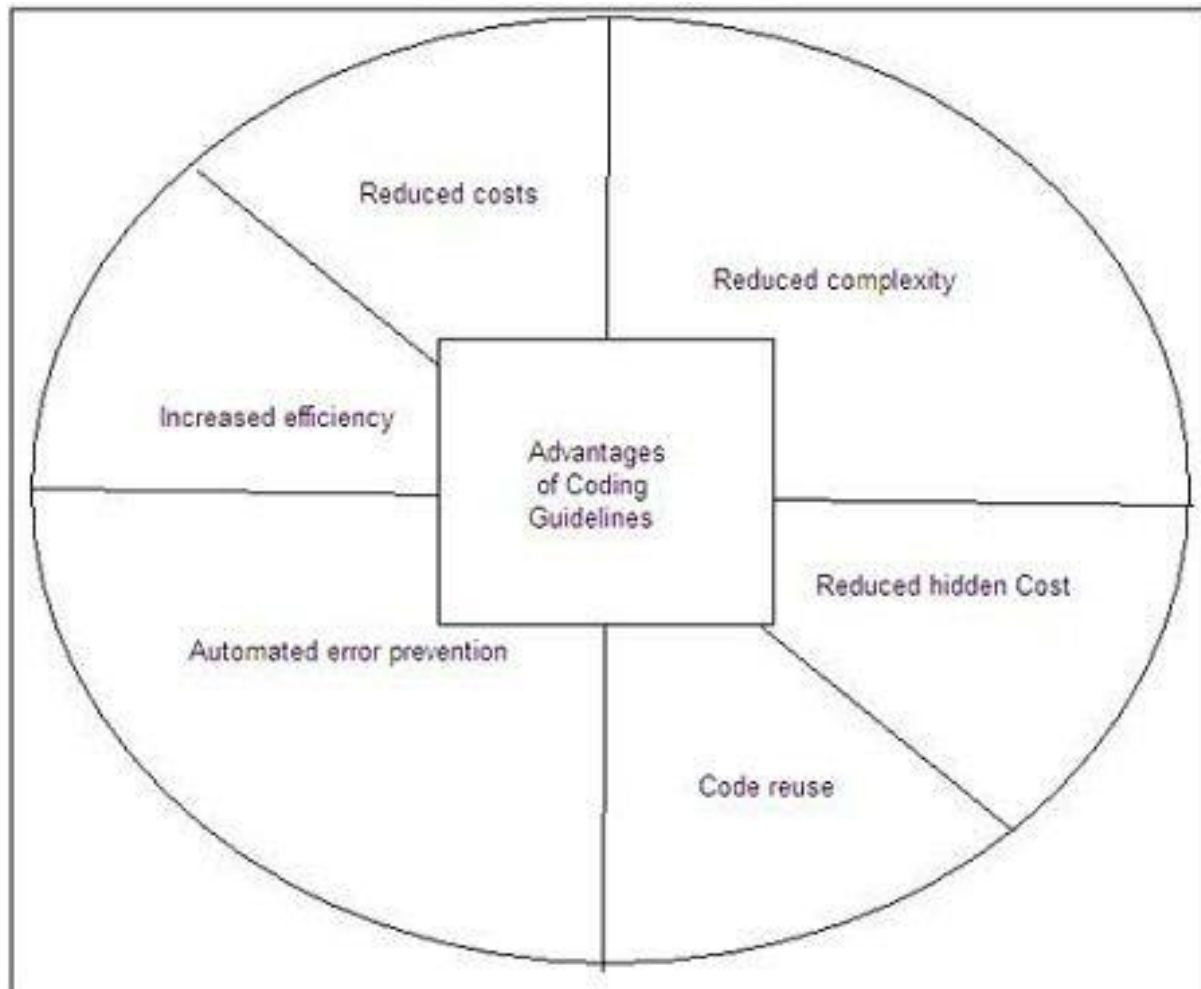 Reduced costs
Reduced complexity
Increased efficiency
Advantages
of Coding
Guidelines
Reduced hidden Cost
Automated error prevention
Code reuse